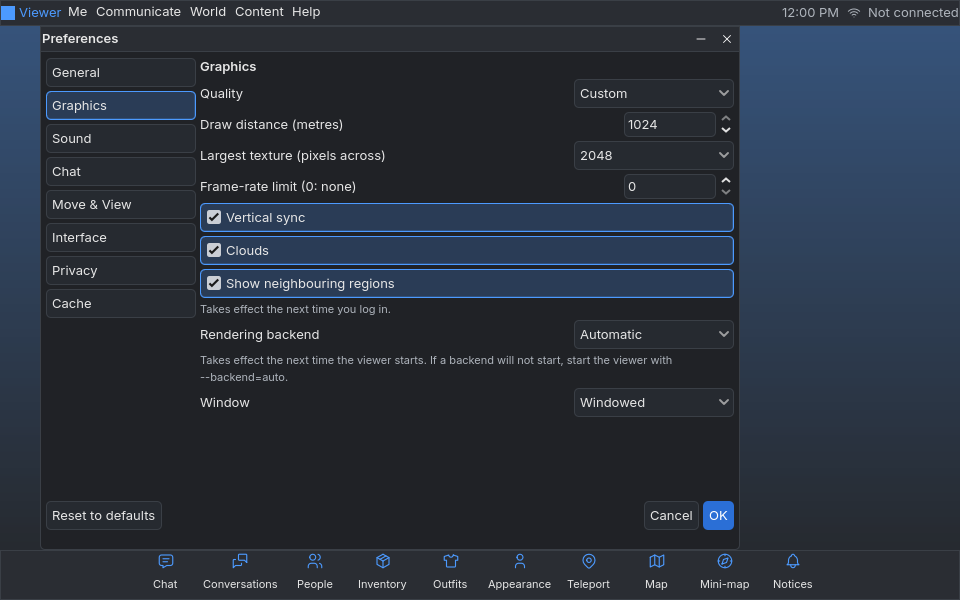 Viewer Me Communicate World Content Help 12:00 PM Not connected
Preferences
General
Graphics
Sound
Chat
Move & View
Interface
Privacy
Cache
Graphics
Quality Custom
Draw distance (metres) 1024
Largest texture (pixels across) 2048
Frame-rate limit (0: none) 0
Vertical sync
Clouds
Show neighbouring regions
Takes effect the next time you log in.
Rendering backend Automatic
Takes effect the next time the viewer starts. If a backend will not start, start the viewer with
--backend=auto.
Window Windowed
Reset to defaults Cancel OK
Chat Conversations People Inventory Outfits Appearance Teleport Map Mini-map Notices